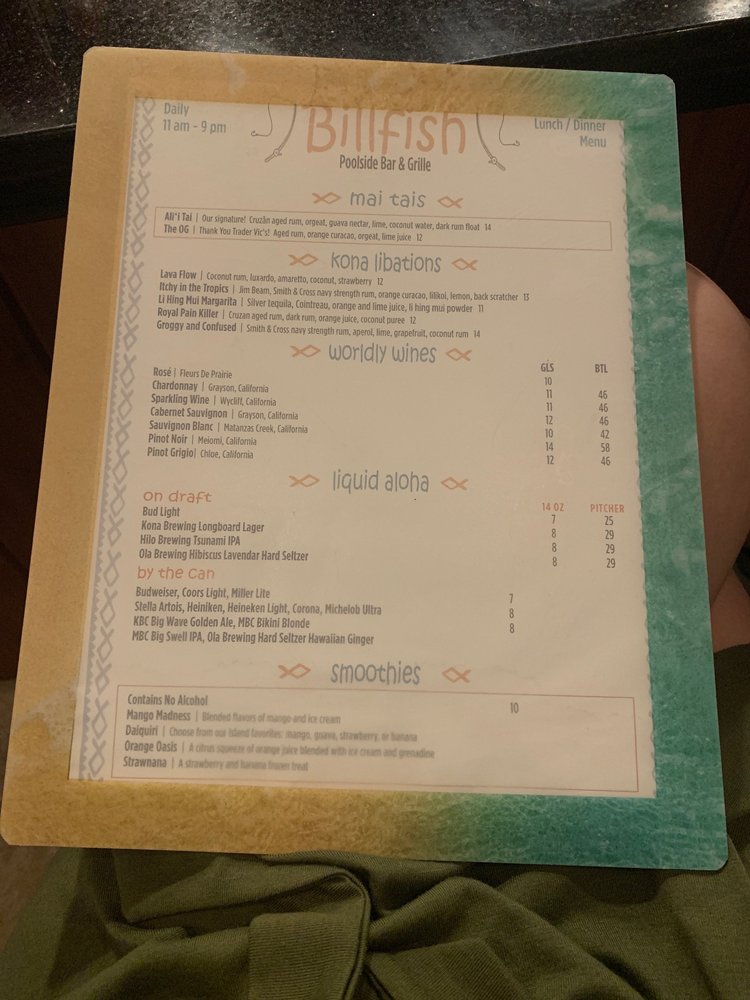 Daily
11 am - 9 pm
Billfish
Poolside Bar & Grille
Lunch / Dinner
Menu
mai tais
Ali'i Tai | Our signature! Cruzan aged rum, orgeat, guava nectar, lime, coconut water, dark rum float 14
The OG | Thank You Trader Vic's! Aged rum, orange curacao, orgeat, lime juice 12
kona libations
Lava Flow | Coconut rum, luxardo, amaretto, coconut, strawberry 12
Itchy in the Tropics | Jim Beam, Smith & Cross navy strength rum, orange curacao, lilikoi, lemon, back scratcher 13
Li Hing Mui Margarita | Silver tequila, Cointreau, orange and lime juice, li hing mui powder 11
Royal Pain Killer | Cruzan aged rum, dark rum, orange juice, coconut puree 12
Groggy and Confused | Smith & Cross navy strength rum, aperol, lime, grapefruit, coconut rum 14
worldly wines
GLS BTL
Rosé | Fleurs De Prairie 10
Chardonnay | Grayson, California 11 46
Sparkling Wine | Wycliff, California 11 46
Cabernet Sauvignon | Grayson, California 12 46
Sauvignon Blanc | Matanzas Creek, California 10 42
Pinot Noir | Meiomi, California 14 58
Pinot Grigio| Chloe, California 12 46
liquid aloha
on draft 14 OZ PITCHER
Bud Light 7 25
Kona Brewing Longboard Lager 8 29
Hilo Brewing Tsunami IPA 8 29
Ola Brewing Hibiscus Lavendar Hard Seltzer 8 29
by the can
Budweiser, Coors Light, Miller Lite 7
Stella Artois, Heiniken, Heineken Light, Corona, Michelob Ultra 8
KBC Big Wave Golden Ale, MBC Bikini Blonde 8
MBC Big Swell IPA, Ola Brewing Hard Seltzer Hawaiian Ginger
smoothies
Contains No Alcohol 10
Mango Madness | Blended flavors of mango and ice cream
Daiquiri | Choose from our Island favorites: mango, guava, strawberry, or banana
Orange Oasis | A citrus squeeze of orange juice blended with ice cream and grenadine
Strawnana | A strawberry and banana frozen treat